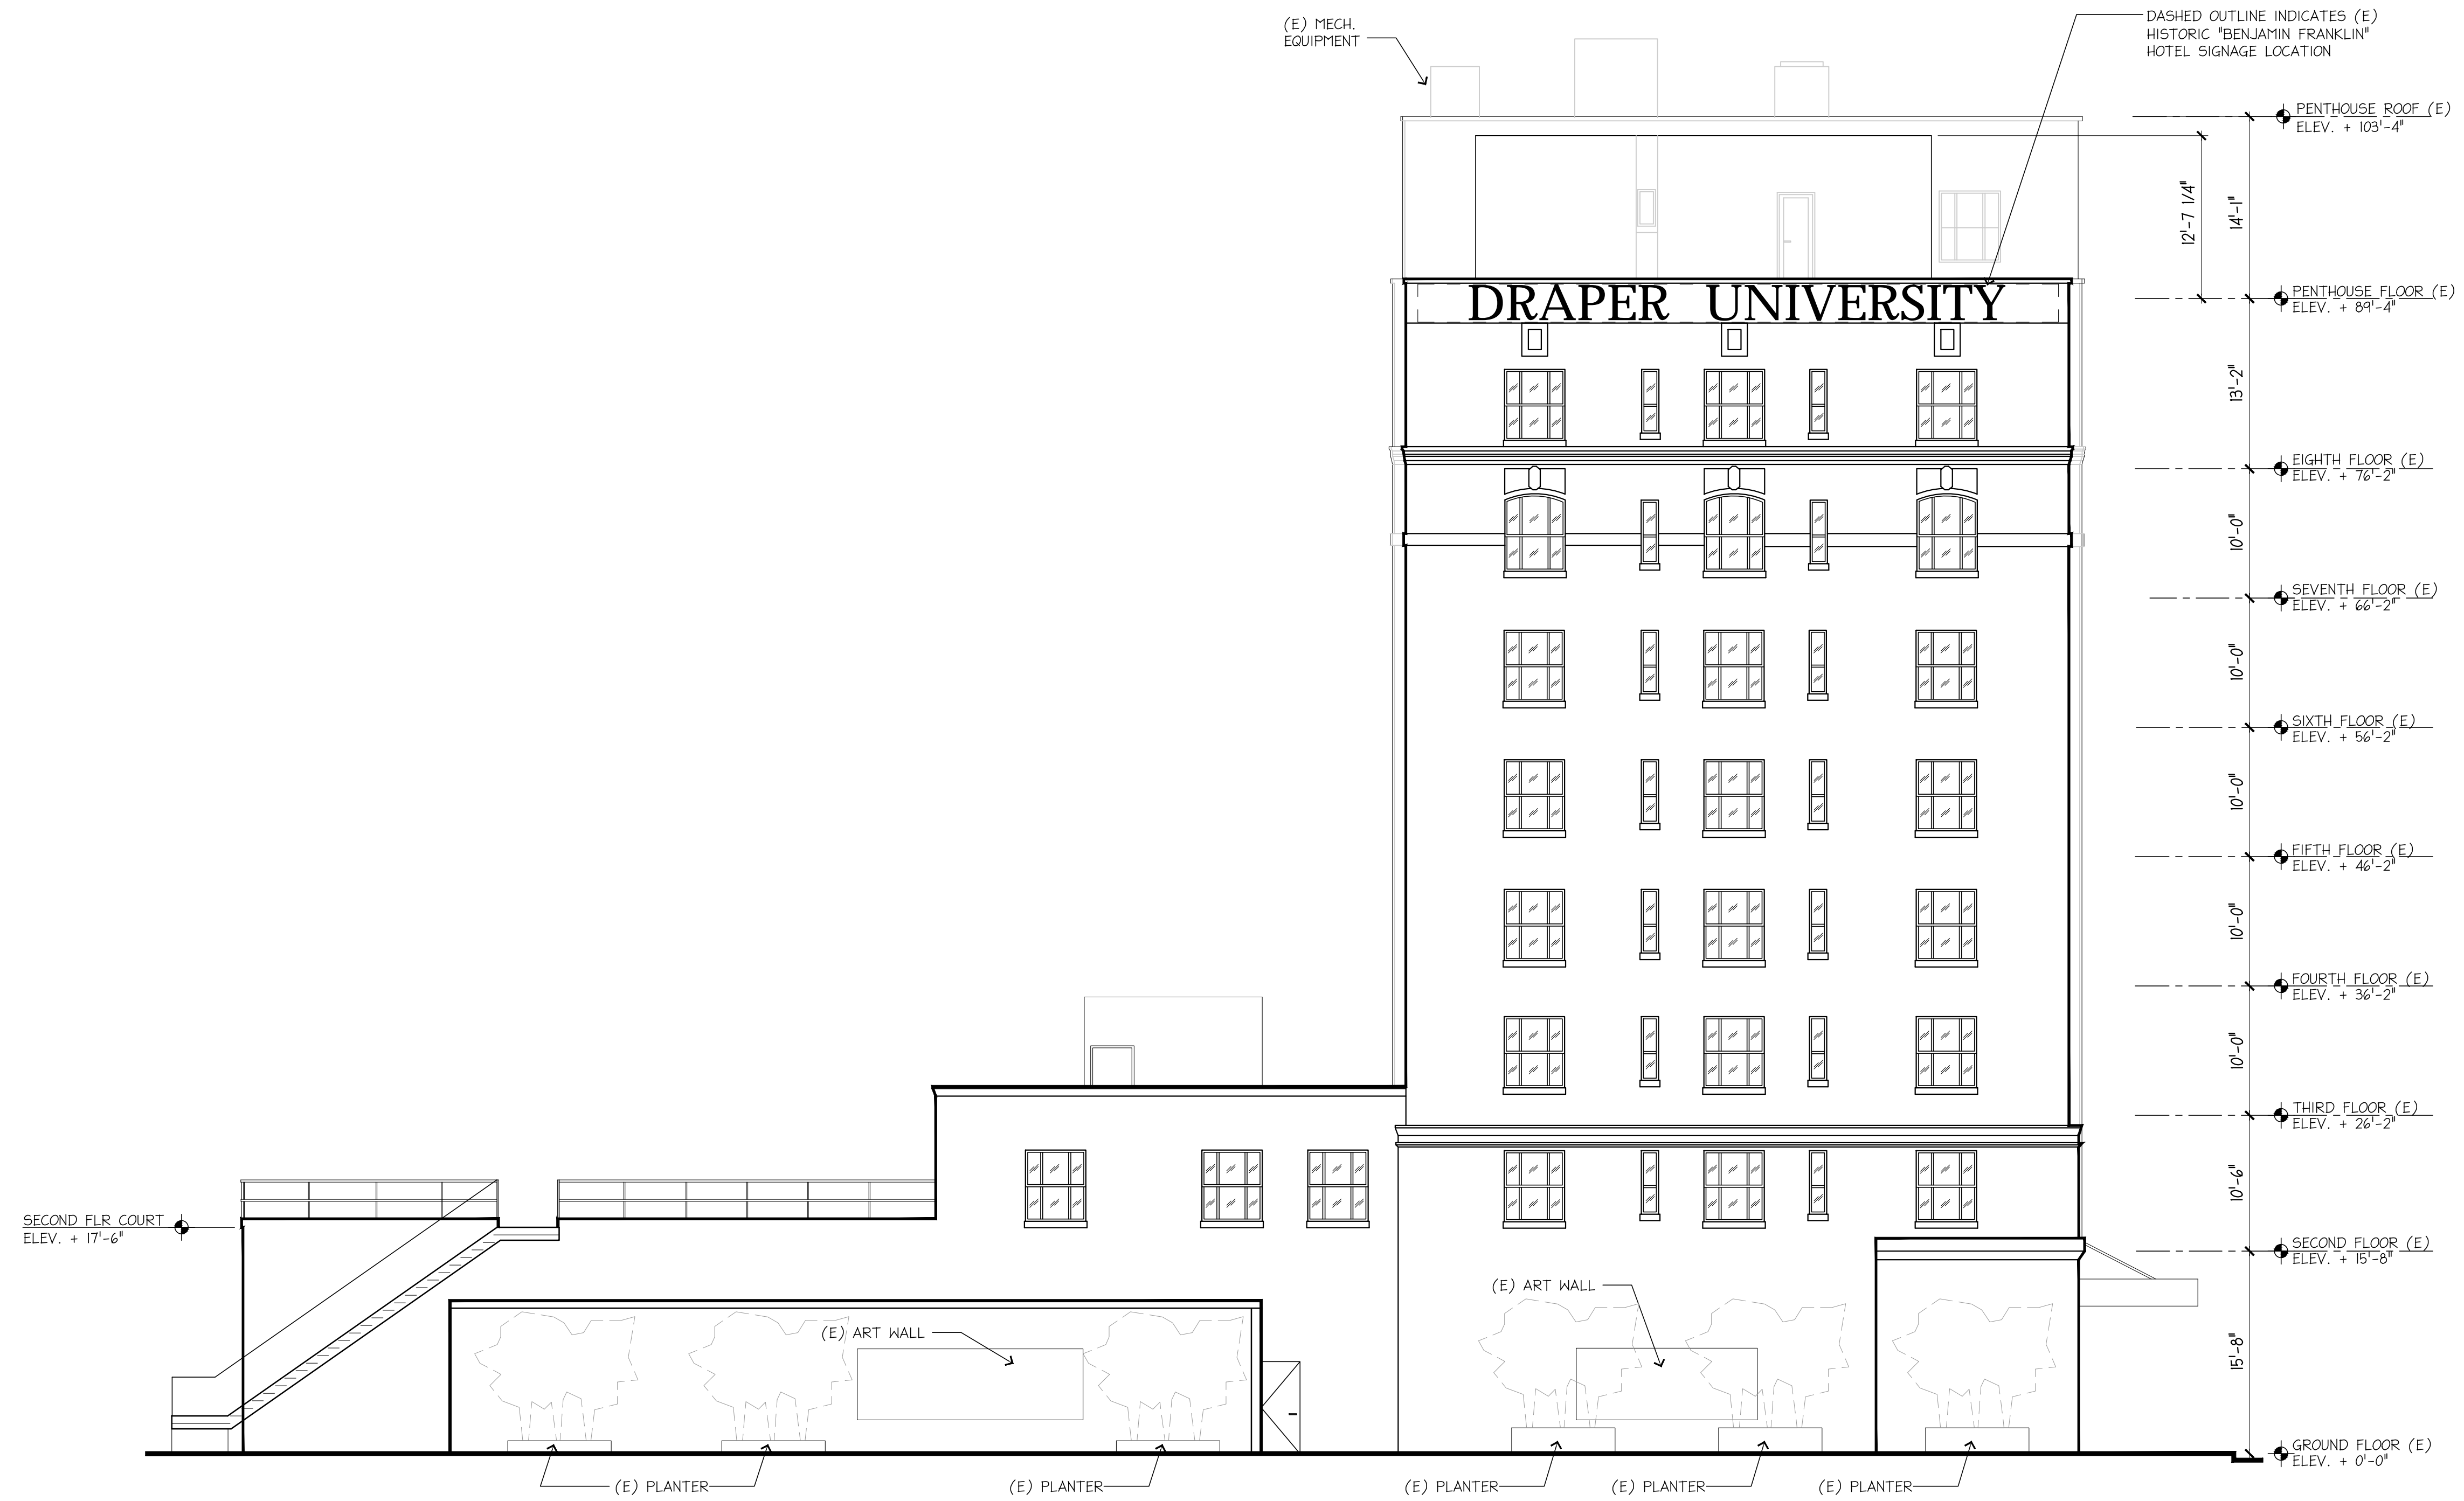 (E) MECH.
EQUIPMENT
DASHED OUTLINE INDICATES (E)
HISTORIC "BENJAMIN FRANKLIN"
HOTEL SIGNAGE LOCATION
PENTHOUSE ROOF (E)
ELEV. + 103'-4"
12'-7 1/4"
14'-1"
DRAPER UNIVERSITY
PENTHOUSE FLOOR (E)
ELEV. + 89'-4"
13'-2"
EIGHTH FLOOR (E)
ELEV. + 76'-2"
10'-0"
SEVENTH FLOOR (E)
ELEV. + 66'-2"
10'-0"
SIXTH FLOOR (E)
ELEV. + 56'-2"
10'-0"
FIFTH FLOOR (E)
ELEV. + 46'-2"
10'-0"
FOURTH FLOOR (E)
ELEV. + 36'-2"
10'-0"
THIRD FLOOR (E)
ELEV. + 26'-2"
10'-6"
SECOND FLR COURT
ELEV. + 17'-6"
SECOND FLOOR (E)
ELEV. + 15'-8"
(E) ART WALL
(E) ART WALL
15'-8"
GROUND FLOOR (E)
ELEV. + 0'-0"
(E) PLANTER
(E) PLANTER
(E) PLANTER
(E) PLANTER
(E) PLANTER